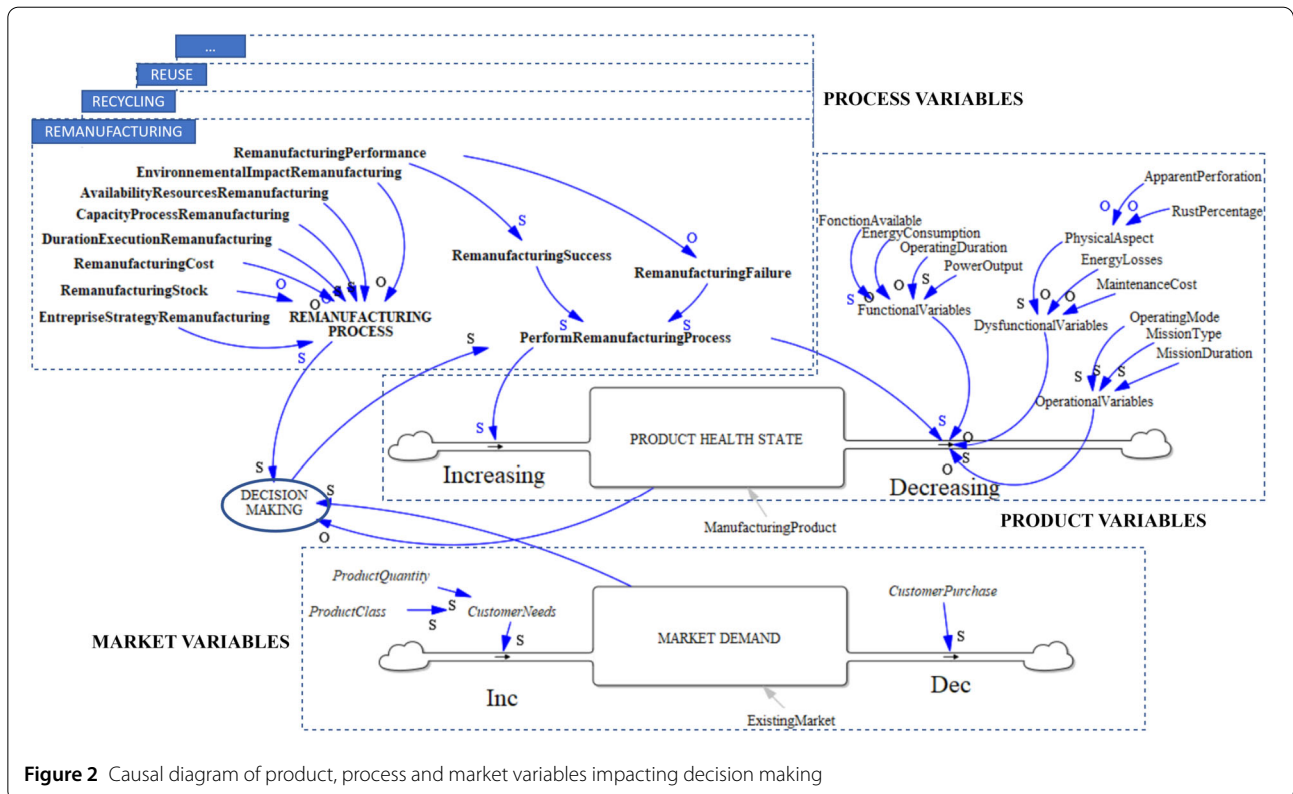 ...
REUSE
RECYCLING
REMANUFACTURING
PROCESS VARIABLES
RemanufacturingPerformance
EnvironnementalImpactRemanufacturing
AvailabilityResourcesRemanufacturing
CapacityProcessRemanufacturing
DurationExecutionRemanufacturing
RemanufacturingCost
RemanufacturingStock
EntrepriseStrategyRemanufacturing
O
O
O
S
S
O
S
REMANUFACTURING
PROCESS
S
O
RemanufacturingSuccess
RemanufacturingFailure
S
S
S
PerformRemanufacturingProcess
ApparentPerforation
O
O
RustPercentage
FonctionAvailable
EnergyConsumption
OperatingDuration
PowerOutput
S
O
O
S
FunctionalVariables
PhysicalAspect
EnergyLosses
MaintenanceCost
S
O
O
DysfunctionalVariables
OperatingMode
MissionType
MissionDuration
S
S
S
OperationalVariables
S
Increasing
PRODUCT HEALTH STATE
S
O
S
O
Decreasing
ManufacturingProduct
PRODUCT VARIABLES
S
DECISION
MAKING
S
O
MARKET VARIABLES
ProductQuantity
ProductClass
S
S
CustomerNeeds
S
Inc
MARKET DEMAND
CustomerPurchase
S
Dec
ExistingMarket
Figure 2 Causal diagram of product, process and market variables impacting decision making